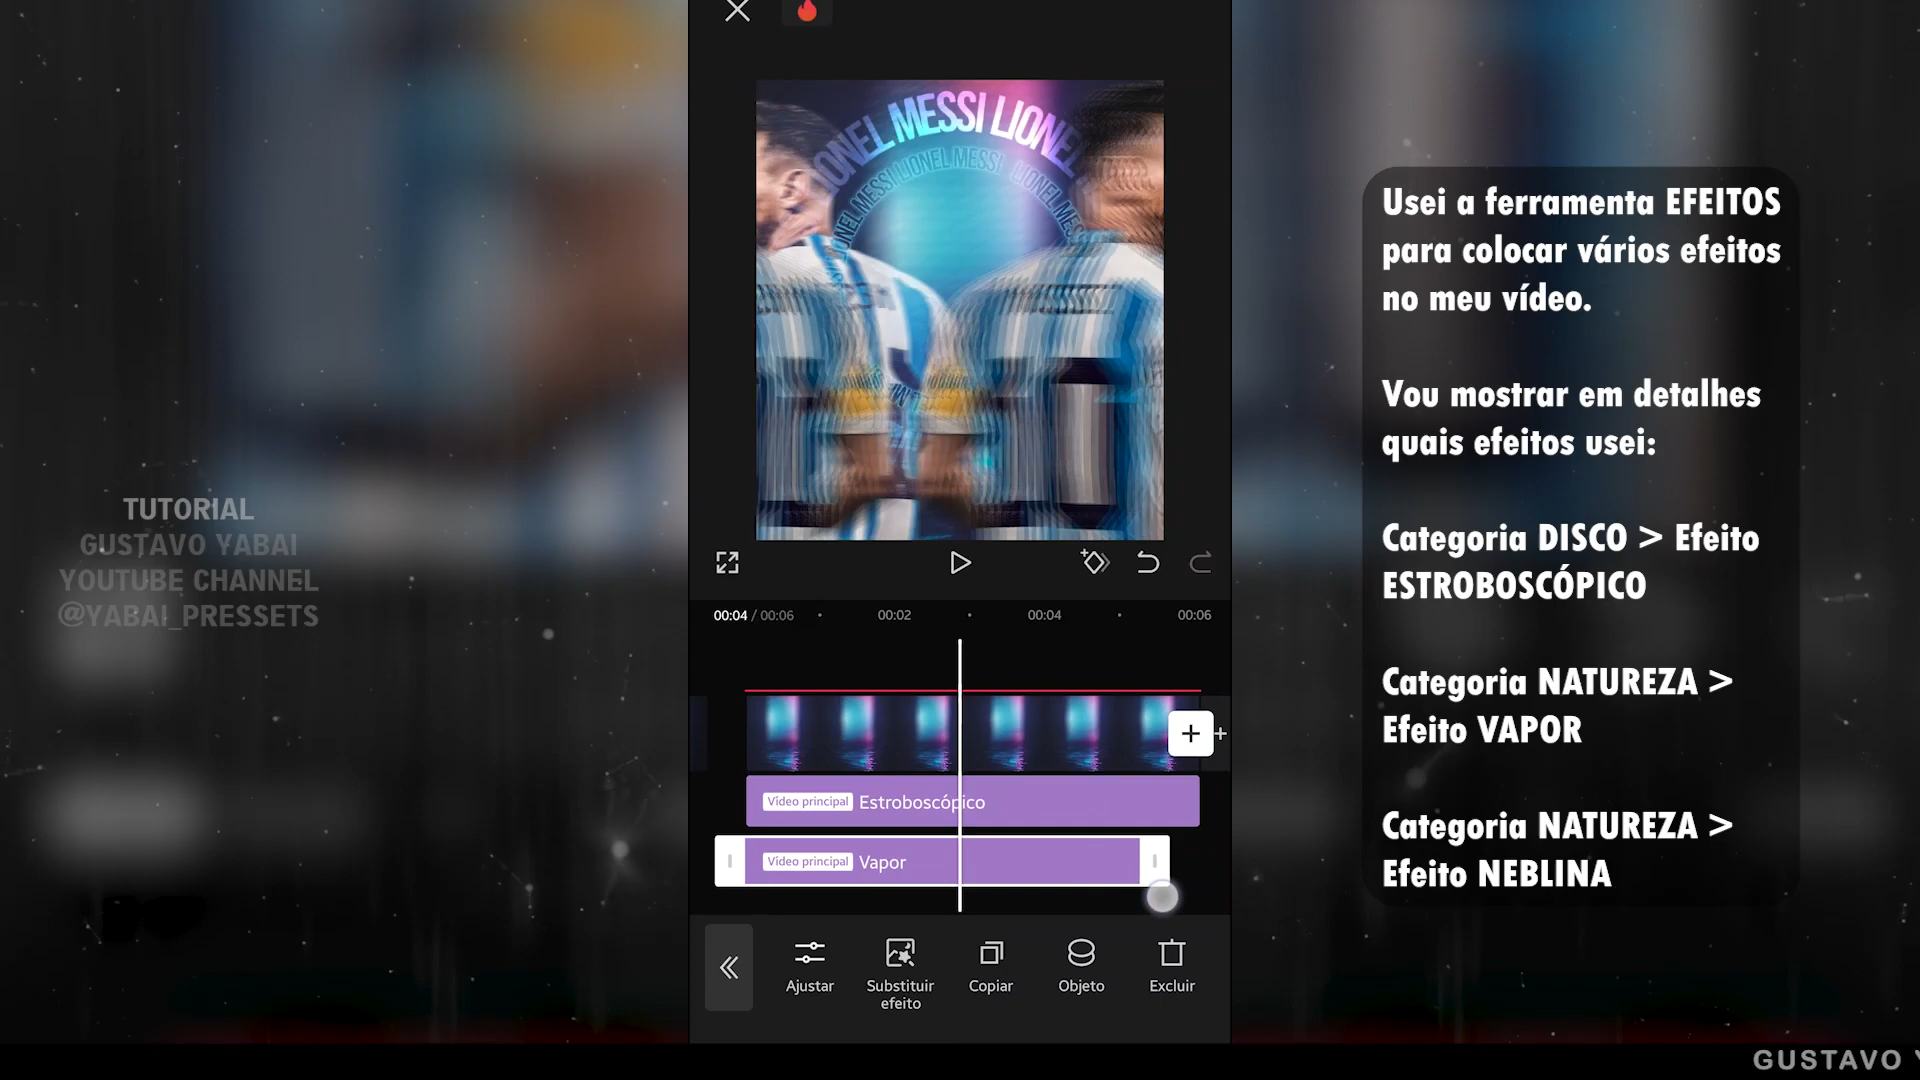 IONEL MESSI LIONEL
LIONEL MESSI LIONEL MESSI LIONEL MES
Usei a ferramenta EFEITOS
para colocar vários efeitos
no meu vídeo.
Vou mostrar em detalhes
quais efeitos usei:
Categoria DISCO > Efeito
ESTROBOSCÓPICO
Categoria NATUREZA >
Efeito VAPOR
Categoria NATUREZA >
Efeito NEBLINA
TUTORIAL
GUSTAVO YABAI
YOUTUBE CHANNEL
@YABAI_PRESSETS
00:04 / 00:06 00:02 00:04 00:06
Vídeo principal Estroboscópico
Vídeo principal Vapor
Ajustar
Substituir
efeito
Copiar
Objeto
Excluir
GUSTAVO